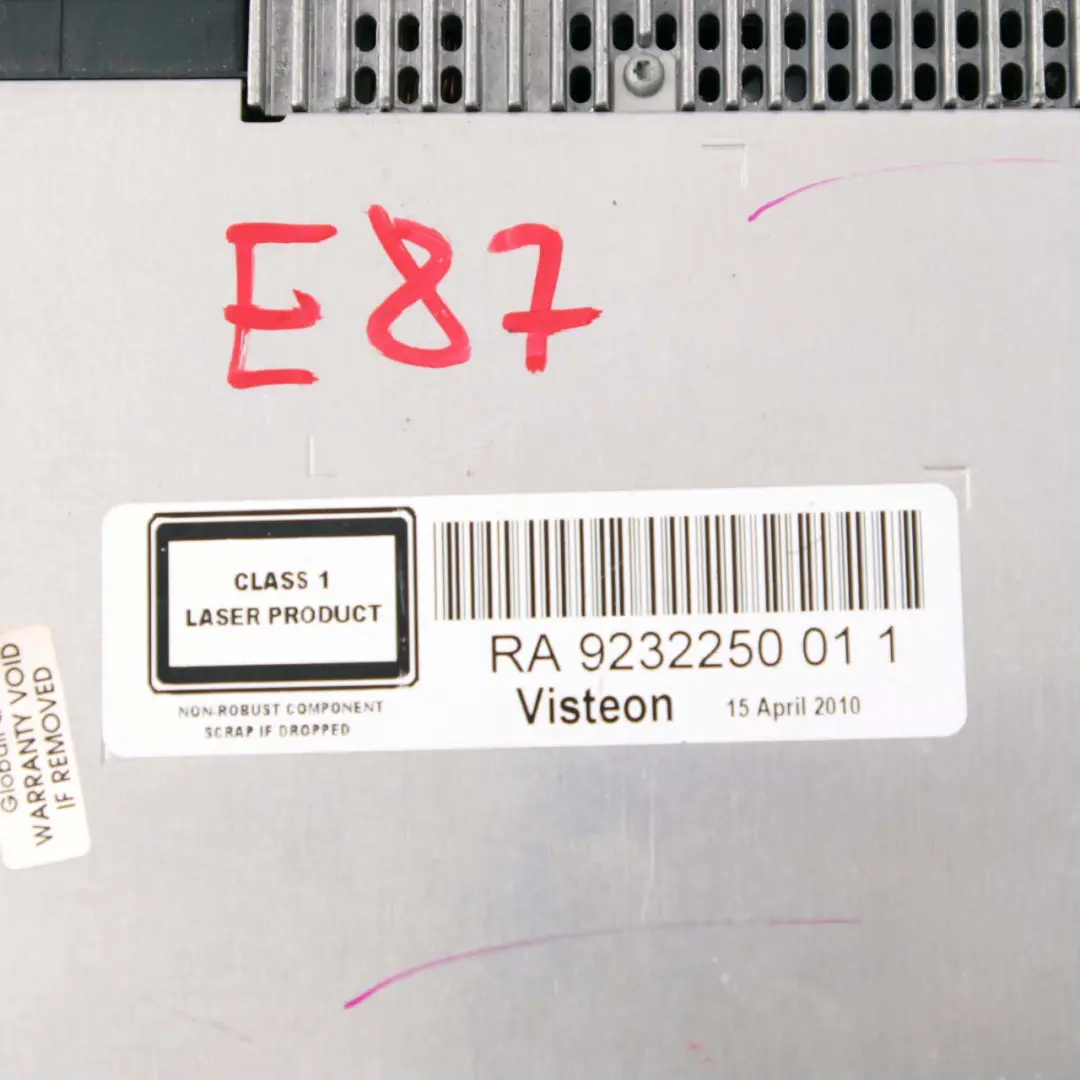 E87
CLASS 1
LASER PRODUCT
NON-ROBUST COMPONENT
SCRAP IF DROPPED
RA 9232250 01 1
Visteon 15 April 2010
WARRANTY VOID
IF REMOVED